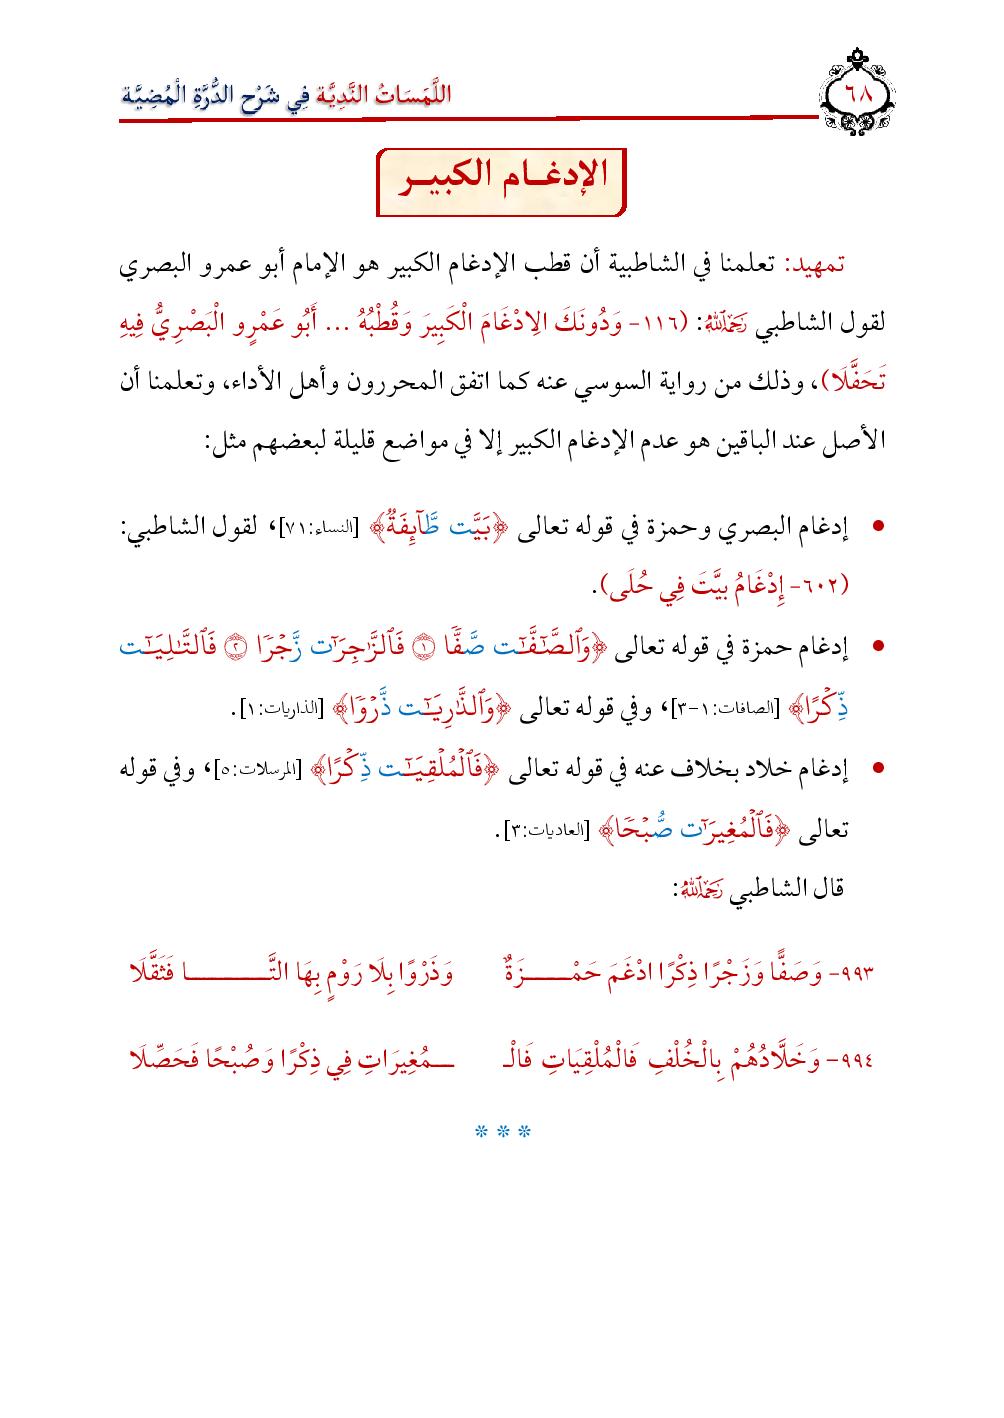 ٦٨
اللَّمَسَاتُ النَّدِيَّة فِي شَرْحِ الدُّرَّةِ الْمُضِيَّة
الإدغــام الكبيــر
تمهيد: تعلمنا في الشاطبية أن قطب الإدغام الكبير هو الإمام أبو عمرو البصري
لقول الشاطبي رَحِمَهُ اللَّهُ: (١١٦- وَدُونَكَ الِادْغَامَ الْكَبِيرَ وَقُطْبُهُ ... أَبُو عَمْرٍو الْبَصْرِيُّ فِيهِ
تَحَفَّلَا)، وذلك من رواية السوسي عنه كما اتفق المحررون وأهل الأداء، وتعلمنا أن
الأصل عند الباقين هو عدم الإدغام الكبير إلا في مواضع قليلة لبعضهم مثل:
• إدغام البصري وحمزة في قوله تعالى ﴿بَيَّت طَّآئِفَةٌ﴾ [النساء:٧١]، لقول الشاطبي:
(٦٠٢- إِدْغَامُ بيَّتَ فِي حُلَى).
• إدغام حمزة في قوله تعالى ﴿وَٱلصَّٰٓفَّٰت صَّفّٗا ١ فَٱلزَّٰجِرَٰت زَّجۡرٗا ٢ فَٱلتَّٰلِيَٰت
ذِّكۡرًا﴾ [الصافات:١-٣]، وفي قوله تعالى ﴿وَٱلذَّٰرِيَٰت ذَّرۡوٗا﴾ [الذاريات:١].
• إدغام خلاد بخلاف عنه في قوله تعالى ﴿فَٱلۡمُلۡقِيَٰت ذِّكۡرًا﴾ [المرسلات:٥]، وفي قوله
تعالى ﴿فَٱلۡمُغِيرَٰت صُّبۡحٗا﴾ [العاديات:٣].
قال الشاطبي رَحِمَهُ اللَّهُ:
٩٩٣- وَصَفًّا وَزَجْرًا ذِكْرًا ادْغَمَ حَمْــــــزَةٌ وَذَرْوًا بِلَا رَوْمٍ بِهَا التَّـــــــــــا فَثَقَّلَا
٩٩٤- وَخَلَّادُهُمْ بِالْخُلْفِ فَالْمُلْقِيَاتِ فَالْـ ــــمُغِيرَاتِ فِي ذِكْرًا وَصُبْحًا فَحَصِّلَا
* * *